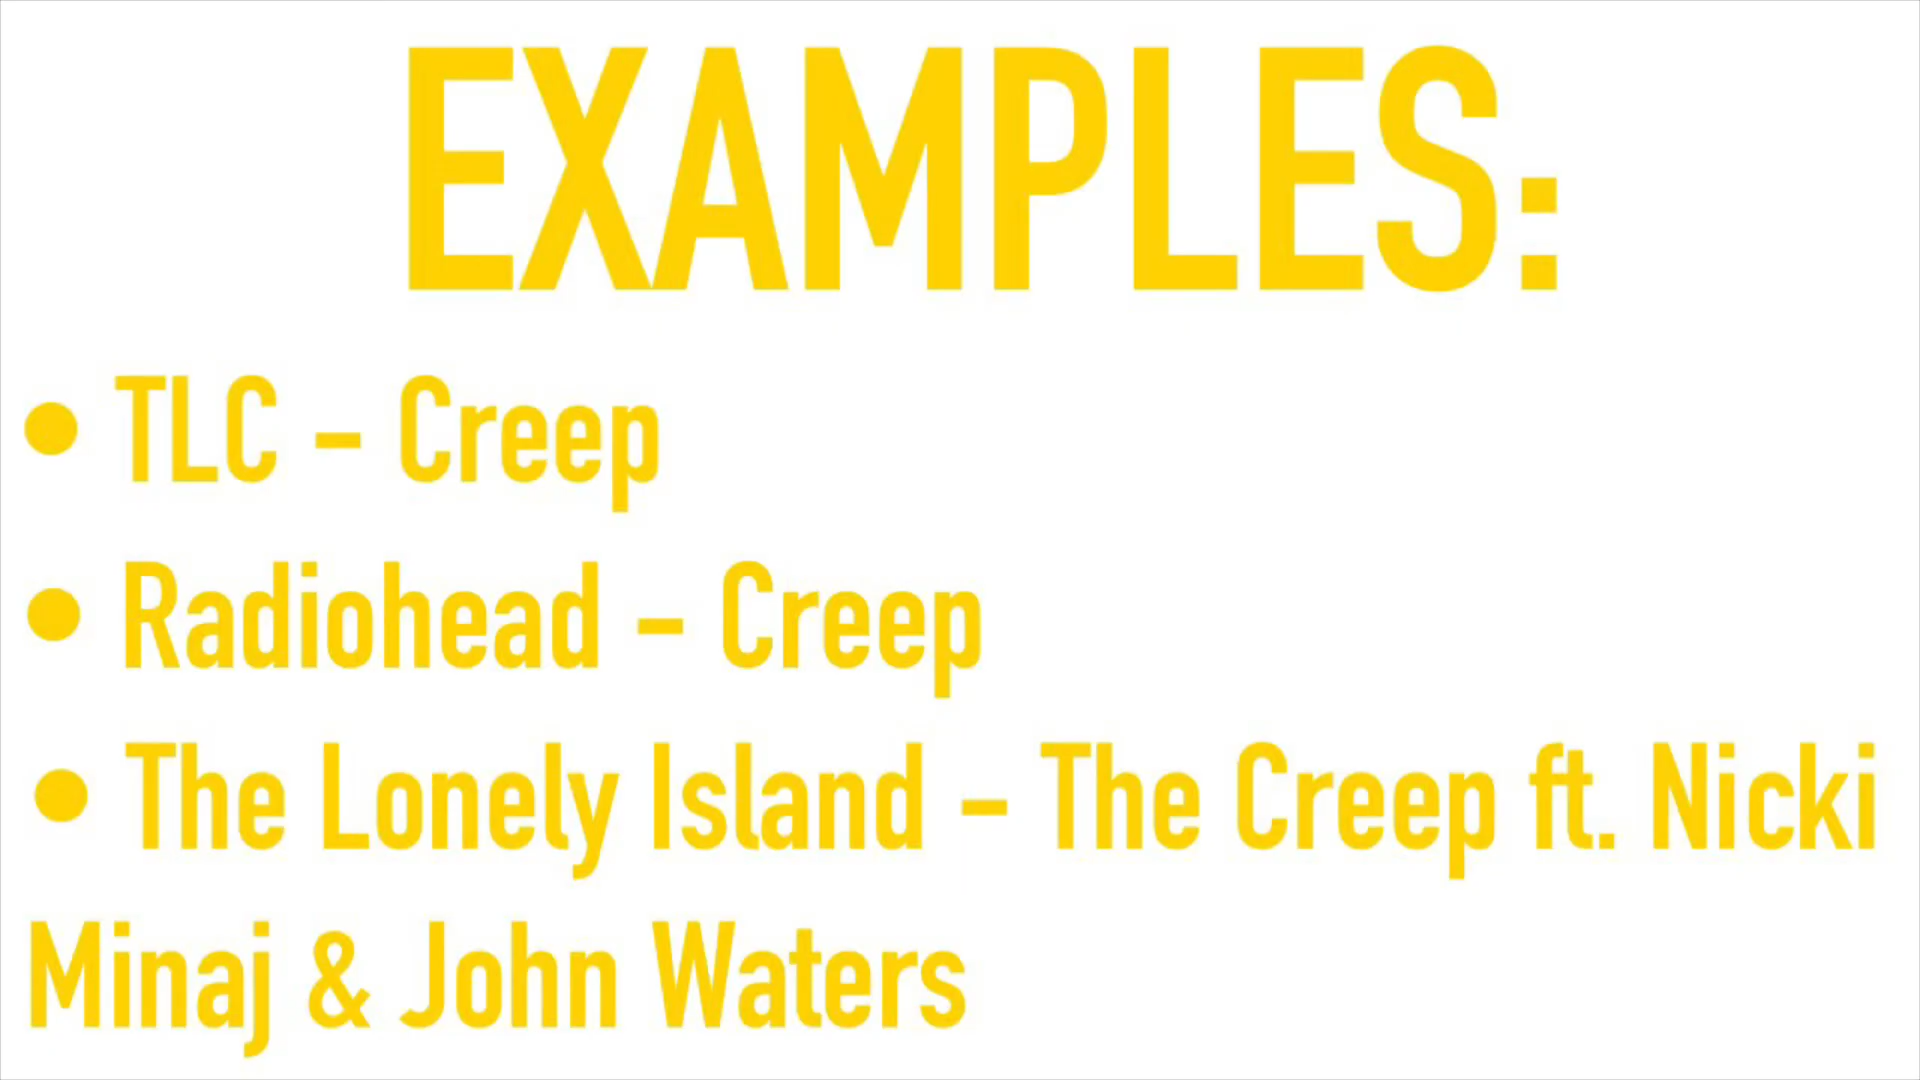 EXAMPLES:
• TLC – Creep
• Radiohead – Creep
• The Lonely Island – The Creep ft. Nicki
Minaj & John Waters